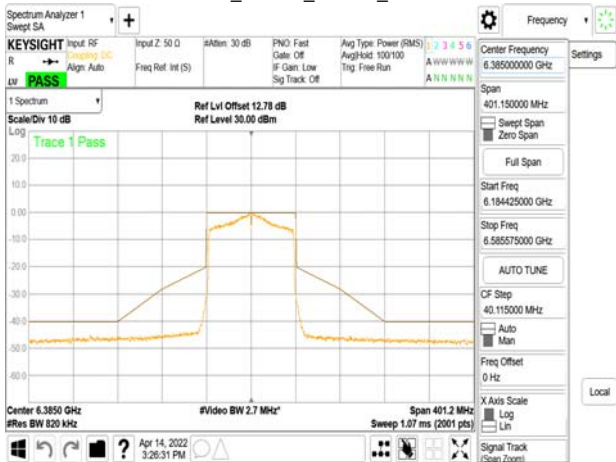 Spectrum Analyzer 1
Swept SA
Frequency
KEYSIGHT
R
LV
PASS
Input: RF
Coupling: DC
Align: Auto
Input Z: 50 Ω
Freq Ref: Int (S)
#Atten: 30 dB
PNO: Fast
Gate: Off
IF Gain: Low
Sig Track: Off
Avg Type: Power (RMS)
Avg|Hold: 100/100
Trig: Free Run
1 2 3 4 5 6
A W W W W W
A N N N N N
1 Spectrum
Scale/Div 10 dB
Ref Lvl Offset 12.78 dB
Ref Level 30.00 dBm
Log
Trace 1 Pass
20.0
10.0
0.00
-10.0
-20.0
-30.0
-40.0
-50.0
-60.0
Center 6.3850 GHz
#Res BW 820 kHz
#Video BW 2.7 MHz*
Span 401.2 MHz
Sweep 1.07 ms (2001 pts)
?
Apr 14, 2022
3:26:31 PM
Center Frequency
6.385000000 GHz
Span
401.150000 MHz
Swept Span
Zero Span
Full Span
Start Freq
6.184425000 GHz
Stop Freq
6.585575000 GHz
AUTO TUNE
CF Step
40.115000 MHz
Auto
Man
Freq Offset
0 Hz
X Axis Scale
Log
Lin
Signal Track
(Span Zoom)
Settings
Local